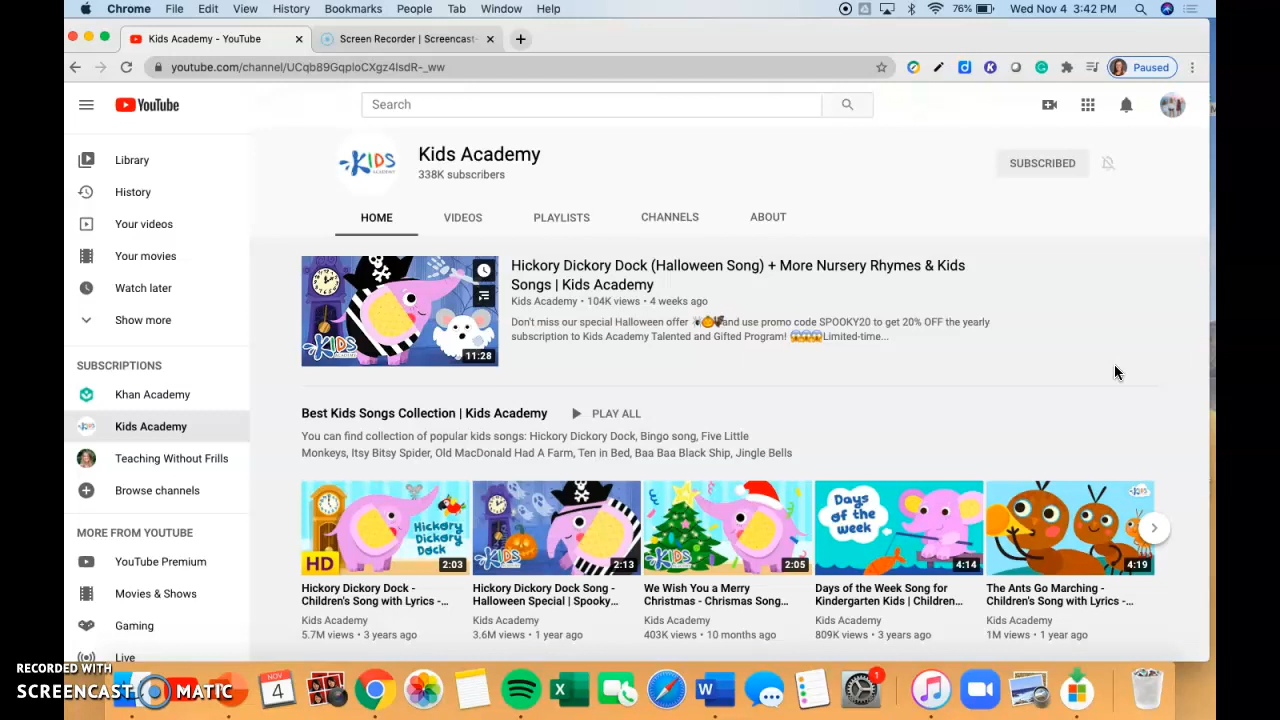 Chrome File Edit View History Bookmarks People Tab Window Help 76% Wed Nov 4 3:42 PM
Kids Academy - YouTube Screen Recorder | Screencast-
youtube.com/channel/UCqb89GqploCXgz4lsdR-_ww Paused
YouTube Search
Library
History
Your videos
Your movies
Watch later
Show more
SUBSCRIPTIONS
Khan Academy
Kids Academy
Teaching Without Frills
Browse channels
MORE FROM YOUTUBE
YouTube Premium
Movies & Shows
Gaming
Live
KIDS ACADEMY
Kids Academy
338K subscribers
SUBSCRIBED
HOME VIDEOS PLAYLISTS CHANNELS ABOUT
KIDS ACADEMY
11:28
Hickory Dickory Dock (Halloween Song) + More Nursery Rhymes & Kids
Songs | Kids Academy
Kids Academy • 104K views • 4 weeks ago
Don't miss our special Halloween offer 🕷🎃🦇and use promo code SPOOKY20 to get 20% OFF the yearly
subscription to Kids Academy Talented and Gifted Program! 😱😱😱Limited-time...
Best Kids Songs Collection | Kids Academy PLAY ALL
You can find collection of popular kids songs: Hickory Dickory Dock, Bingo song, Five Little
Monkeys, Itsy Bitsy Spider, Old MacDonald Had A Farm, Ten in Bed, Baa Baa Black Ship, Jingle Bells
Hickory
Dickory
Dock
HD
2:03
KIDS
2:13
KIDS
2:05
Days
of the
week
4:14
KIDS
4:19
Hickory Dickory Dock -
Children's Song with Lyrics -...
Kids Academy
5.7M views • 3 years ago
Hickory Dickory Dock Song -
Halloween Special | Spooky...
Kids Academy
3.6M views • 1 year ago
We Wish You a Merry
Christmas - Chrismas Song...
Kids Academy
403K views • 10 months ago
Days of the Week Song for
Kindergarten Kids | Children...
Kids Academy
809K views • 3 years ago
The Ants Go Marching -
Children's Song with Lyrics -...
Kids Academy
1M views • 1 year ago
RECORDED WITH
SCREENCAST MATIC
NOV
4
1